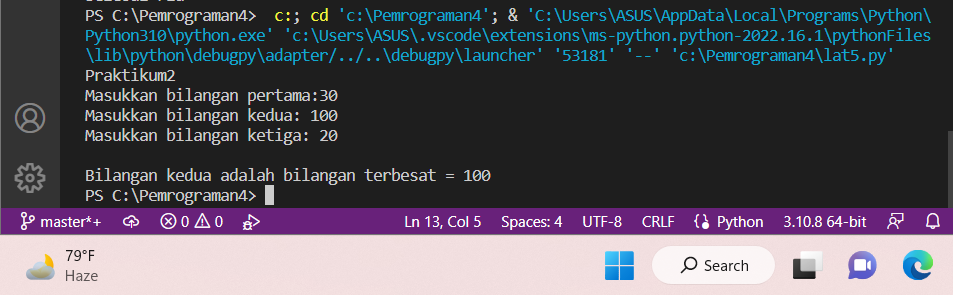 PS C:\Pemrograman4>  c:; cd 'c:\Pemrograman4'; & 'C:\Users\ASUS\AppData\Local\Programs\Python\
Python310\python.exe' 'c:\Users\ASUS\.vscode\extensions\ms-python.python-2022.16.1\pythonFiles
\lib\python\debugpy\adapter/../..\debugpy\launcher' '53181' '--' 'c:\Pemrograman4\lat5.py'
Praktikum2
Masukkan bilangan pertama:30
Masukkan bilangan kedua: 100
Masukkan bilangan ketiga: 20
Bilangan kedua adalah bilangan terbesat = 100
PS C:\Pemrograman4>
master*+ 0 0 Ln 13, Col 5 Spaces: 4 UTF-8 CRLF Python 3.10.8 64-bit
79°F
Haze
Search